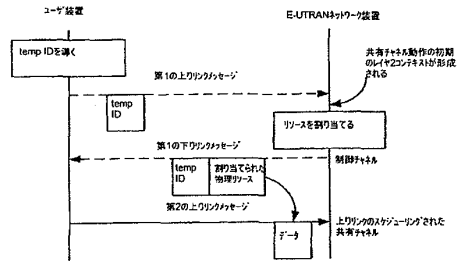 ユーザ装置
E-UTRANネットワーク装置
temp IDを導く
共有チャネル動作の初期
のレイヤ2コンテキストが形成
される
第1の上りリンクメッセージ
temp
ID
リソースを割り当てる
第1の下りリンクメッセージ
制御チャネル
temp
ID
割り当てられた
物理リソース
第2の上りリンクメッセージ
データ
上りリンクのスケジューリングされた
共有チャネル